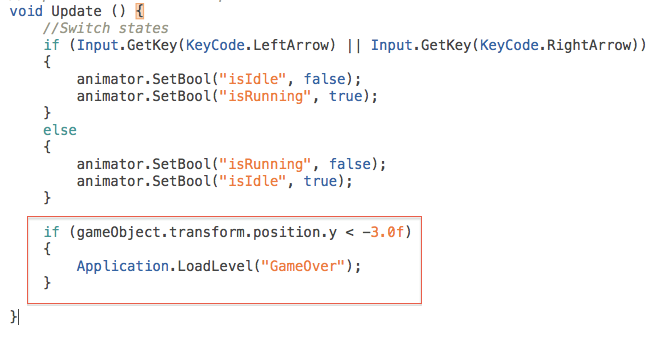 void Update () {
//Switch states
if (Input.GetKey(KeyCode.LeftArrow) || Input.GetKey(KeyCode.RightArrow))
{
animator.SetBool("isIdle", false);
animator.SetBool("isRunning", true);
}
else
{
animator.SetBool("isRunning", false);
animator.SetBool("isIdle", true);
}
if (gameObject.transform.position.y < -3.0f)
{
Application.LoadLevel("GameOver");
}
}